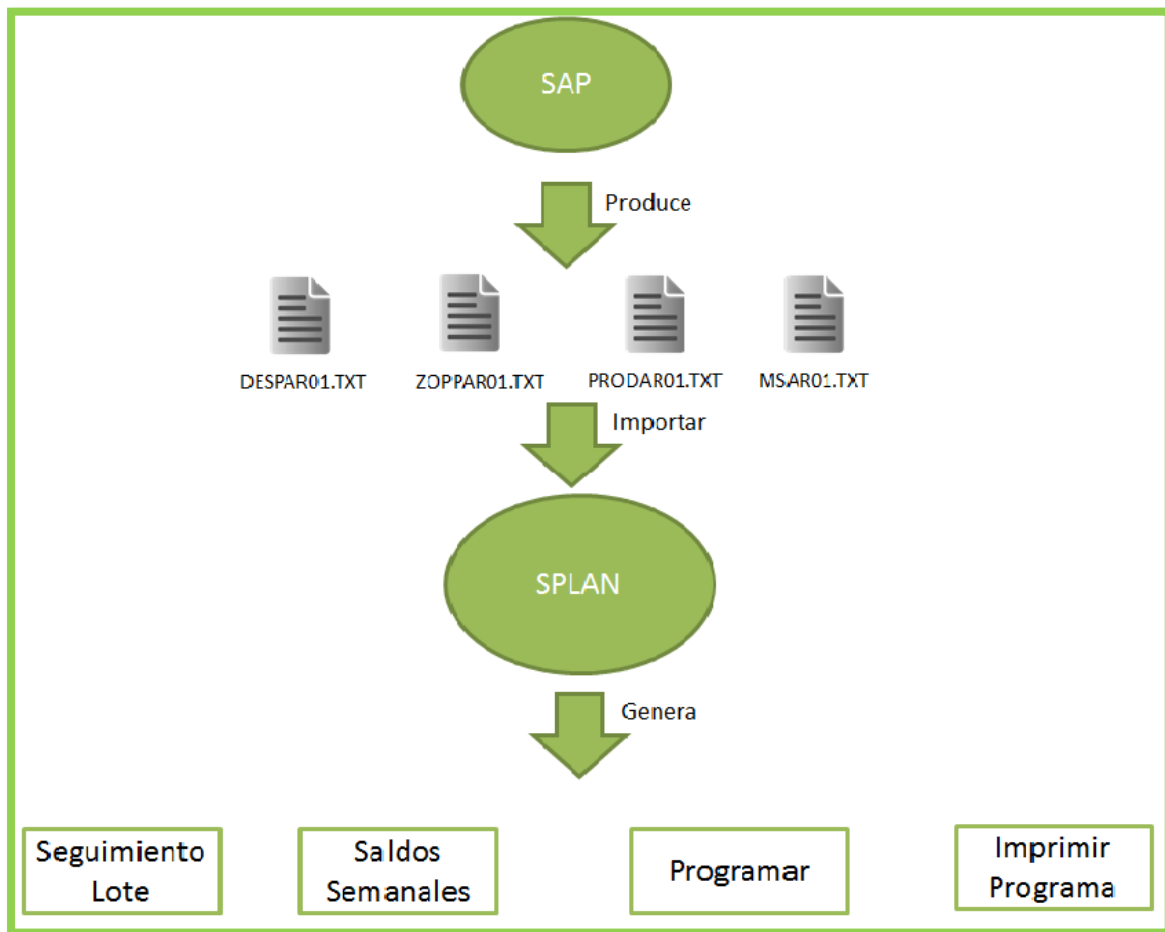 SAP
Produce
DESPAR01.TXT
ZOPPAR01.TXT
PRODAR01.TXT
MSAR01.TXT
Importar
SPLAN
Genera
Seguimiento
Lote
Saldos
Semanales
Programar
Imprimir
Programa